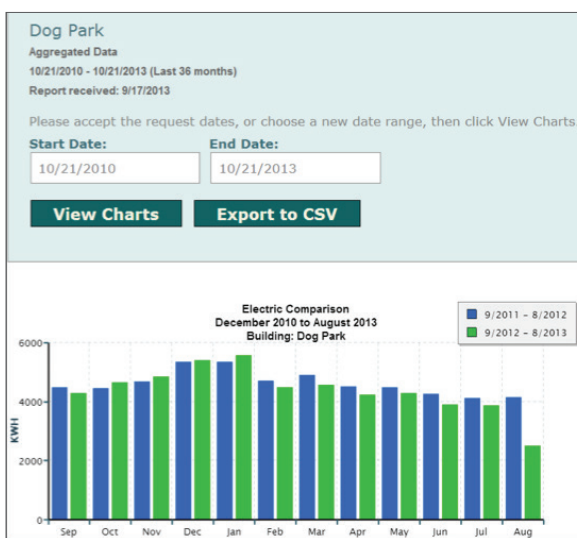 Dog Park
Aggregated Data
10/21/2010 - 10/21/2013 (Last 36 months)
Report received: 9/17/2013
Please accept the request dates, or choose a new date range, then click View Charts.
Start Date: End Date:
10/21/2010 10/21/2013
View Charts Export to CSV
Electric Comparison
December 2010 to August 2013
Building: Dog Park
9/2011 - 8/2012
9/2012 - 8/2013
KWH
6000
4000
2000
0
Sep Oct Nov Dec Jan Feb Mar Apr May Jun Jul Aug